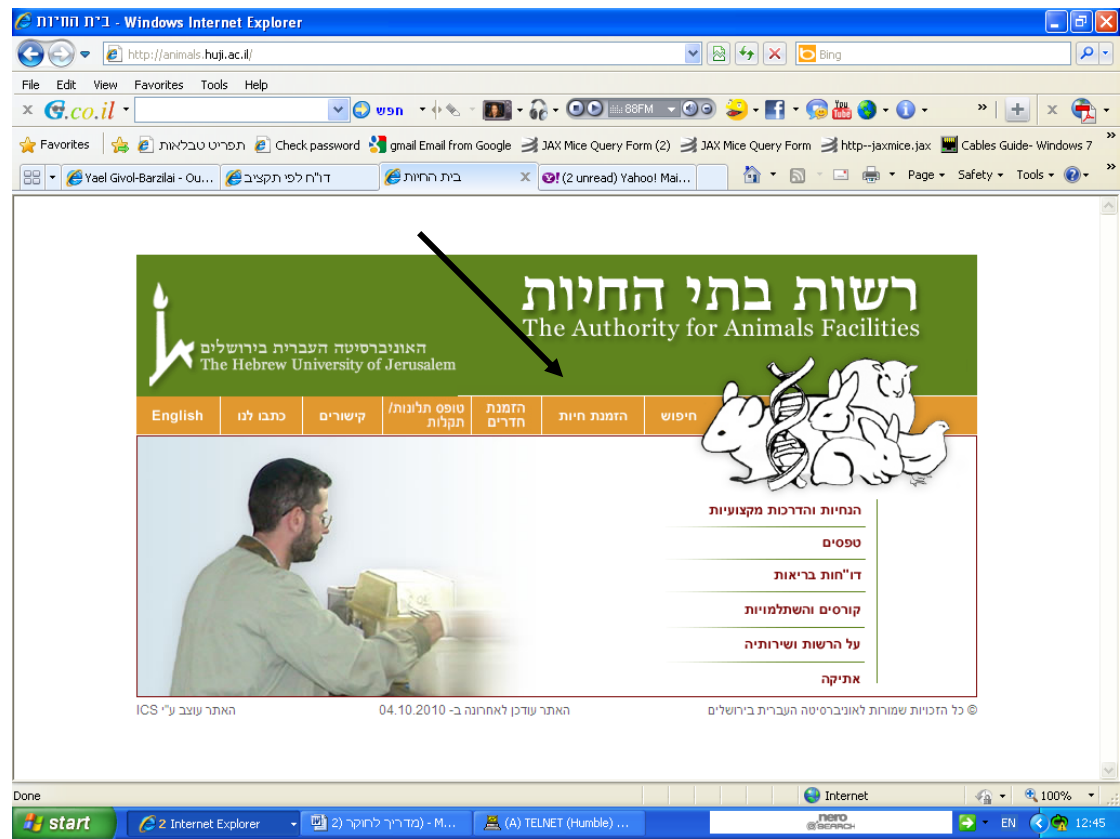 בית החיות - Windows Internet Explorer
http://animals.huji.ac.il/
Bing
File Edit View Favorites Tools Help
x G.co.il חפש 88FM You Tube » + x
Favorites תפריט טבלאות Check password gmail Email from Google JAX Mice Query Form (2) JAX Mice Query Form http--jaxmice.jax Cables Guide- Windows 7 »
Yael Givol-Barzilai - Ou... דו"ח לפי תקציב בית החיות x (2 unread) Yahoo! Mai... Page Safety Tools »
רשות בתי החיות
The Authority for Animals Facilities
האוניברסיטה העברית בירושלים
The Hebrew University of Jerusalem
חיפוש
הזמנת חיות
הזמנת
חדרים
טופס תלונות/
תקלות
קישורים
כתבו לנו
English
הנחיות והדרכות מקצועיות
טפסים
דו"חות בריאות
קורסים והשתלמויות
על הרשות ושירותיה
אתיקה
© כל הזכויות שמורות לאוניברסיטה העברית בירושלים
האתר עודכן לאחרונה ב- 04.10.2010
האתר עוצב ע"י ICS
Done Internet 100%
start 2 Internet Explorer מדריך לחוקר (2) - M... (A) TELNET (Humble) ... nero SEARCH EN 12:45